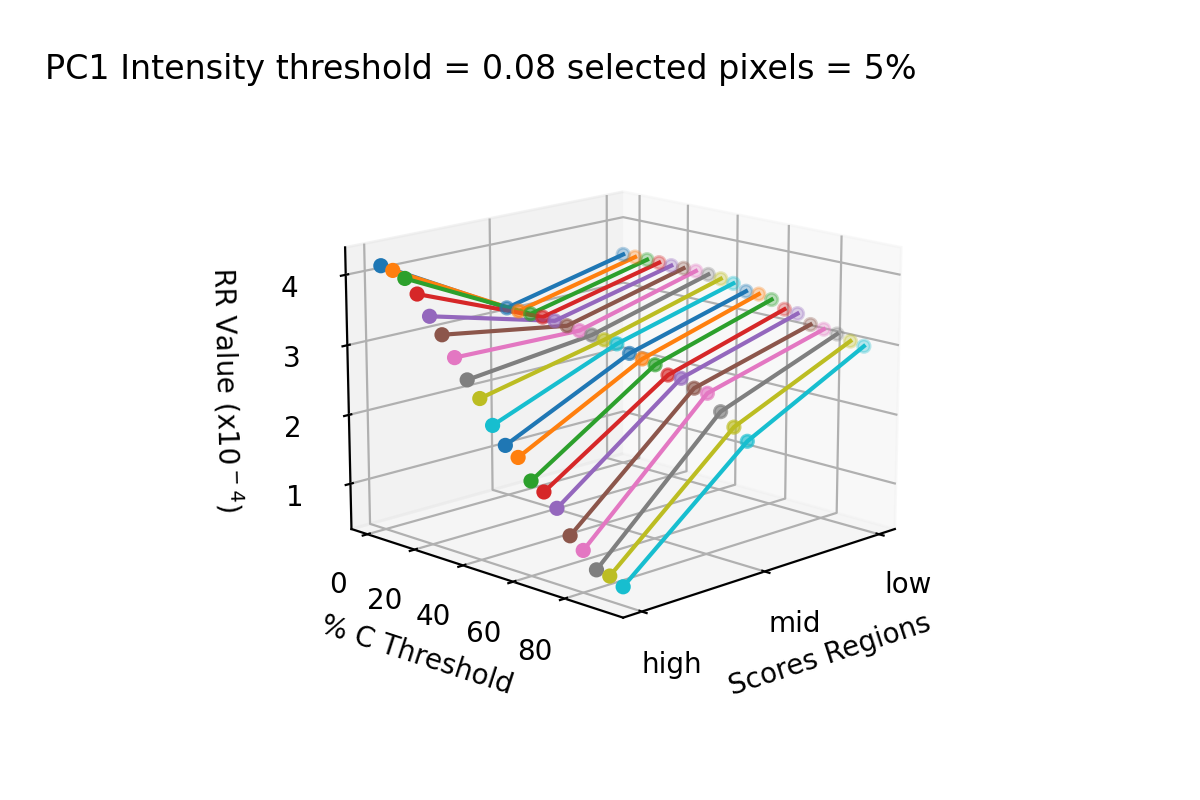 PC1 Intensity threshold = 0.08 selected pixels = 5%
RR Value (x10⁻⁴)
4
3
2
1
0
20
40
60
80
% C Threshold
high
mid
low
Scores Regions